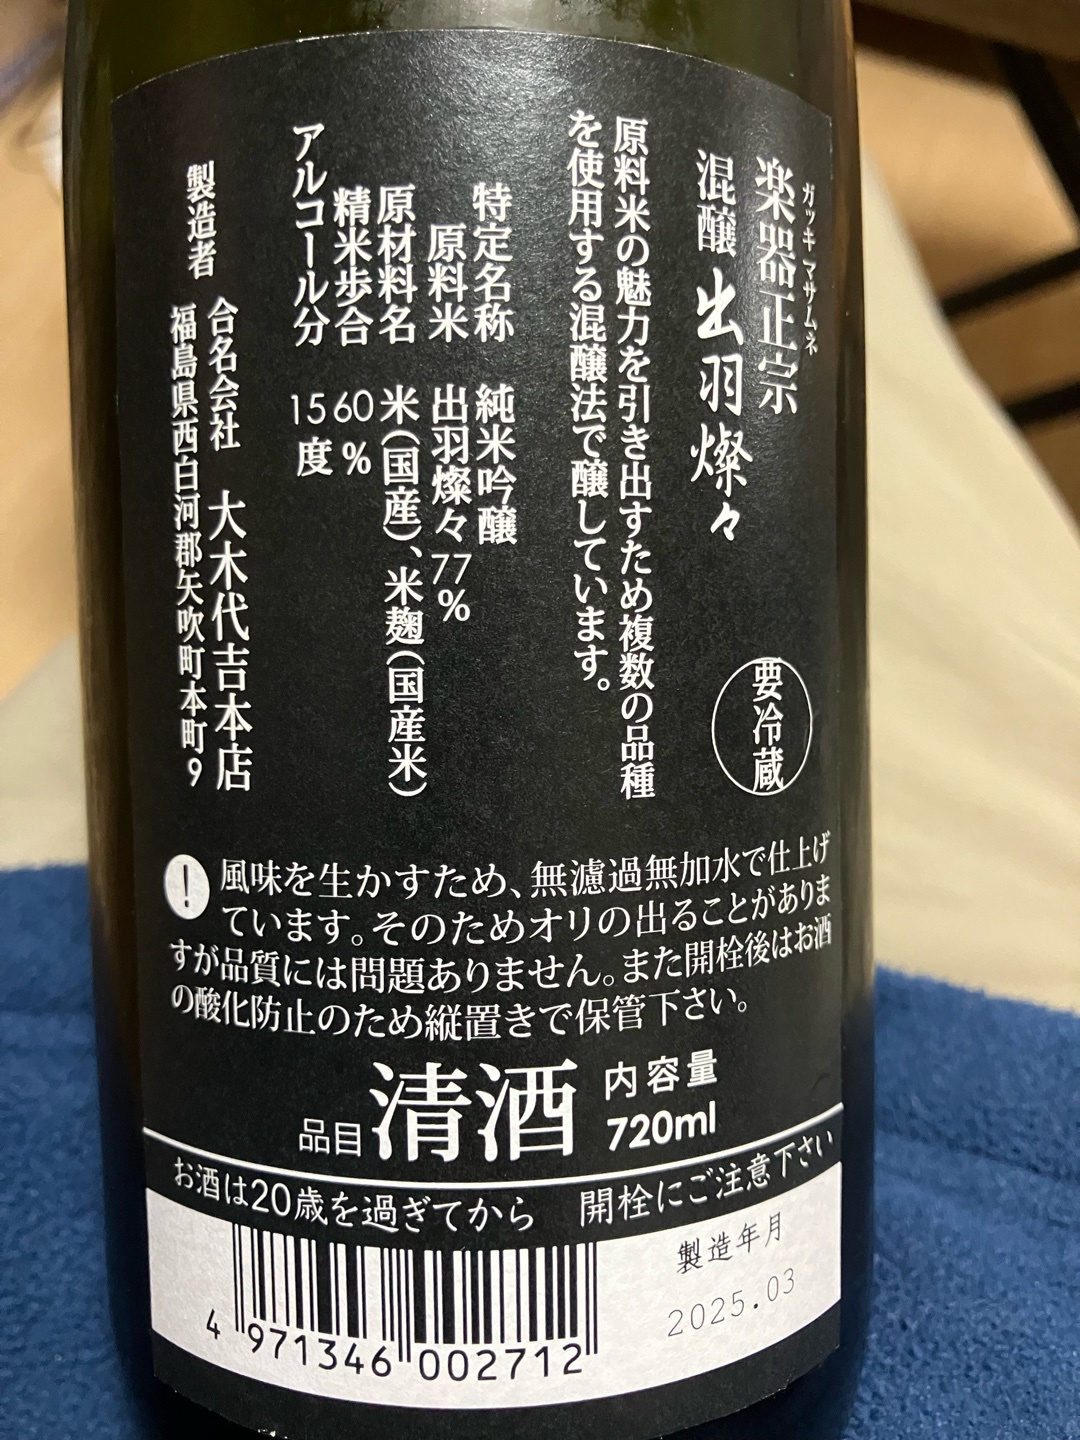 ガッキマサムネ
楽器正宗
混醸 出羽燦々
要冷蔵
原料米の魅力を引き出すため複数の品種
を使用する混醸法で醸しています。
特定名称 純米吟醸
原料米 出羽燦々77%
原材料名 米(国産)、米麹(国産米)
精米歩合 60%
アルコール分 15度
製造者 合名会社 大木代吉本店
福島県西白河郡矢吹町本町9
! 風味を生かすため、無濾過無加水で仕上げ
ています。そのためオリの出ることがありま
すが品質には問題ありません。また開栓後はお酒
の酸化防止のため縦置きで保管下さい。
品目 清酒 内容量
720ml
お酒は20歳を過ぎてから 開栓にご注意下さい
製造年月
2025.03
4 971346 002712